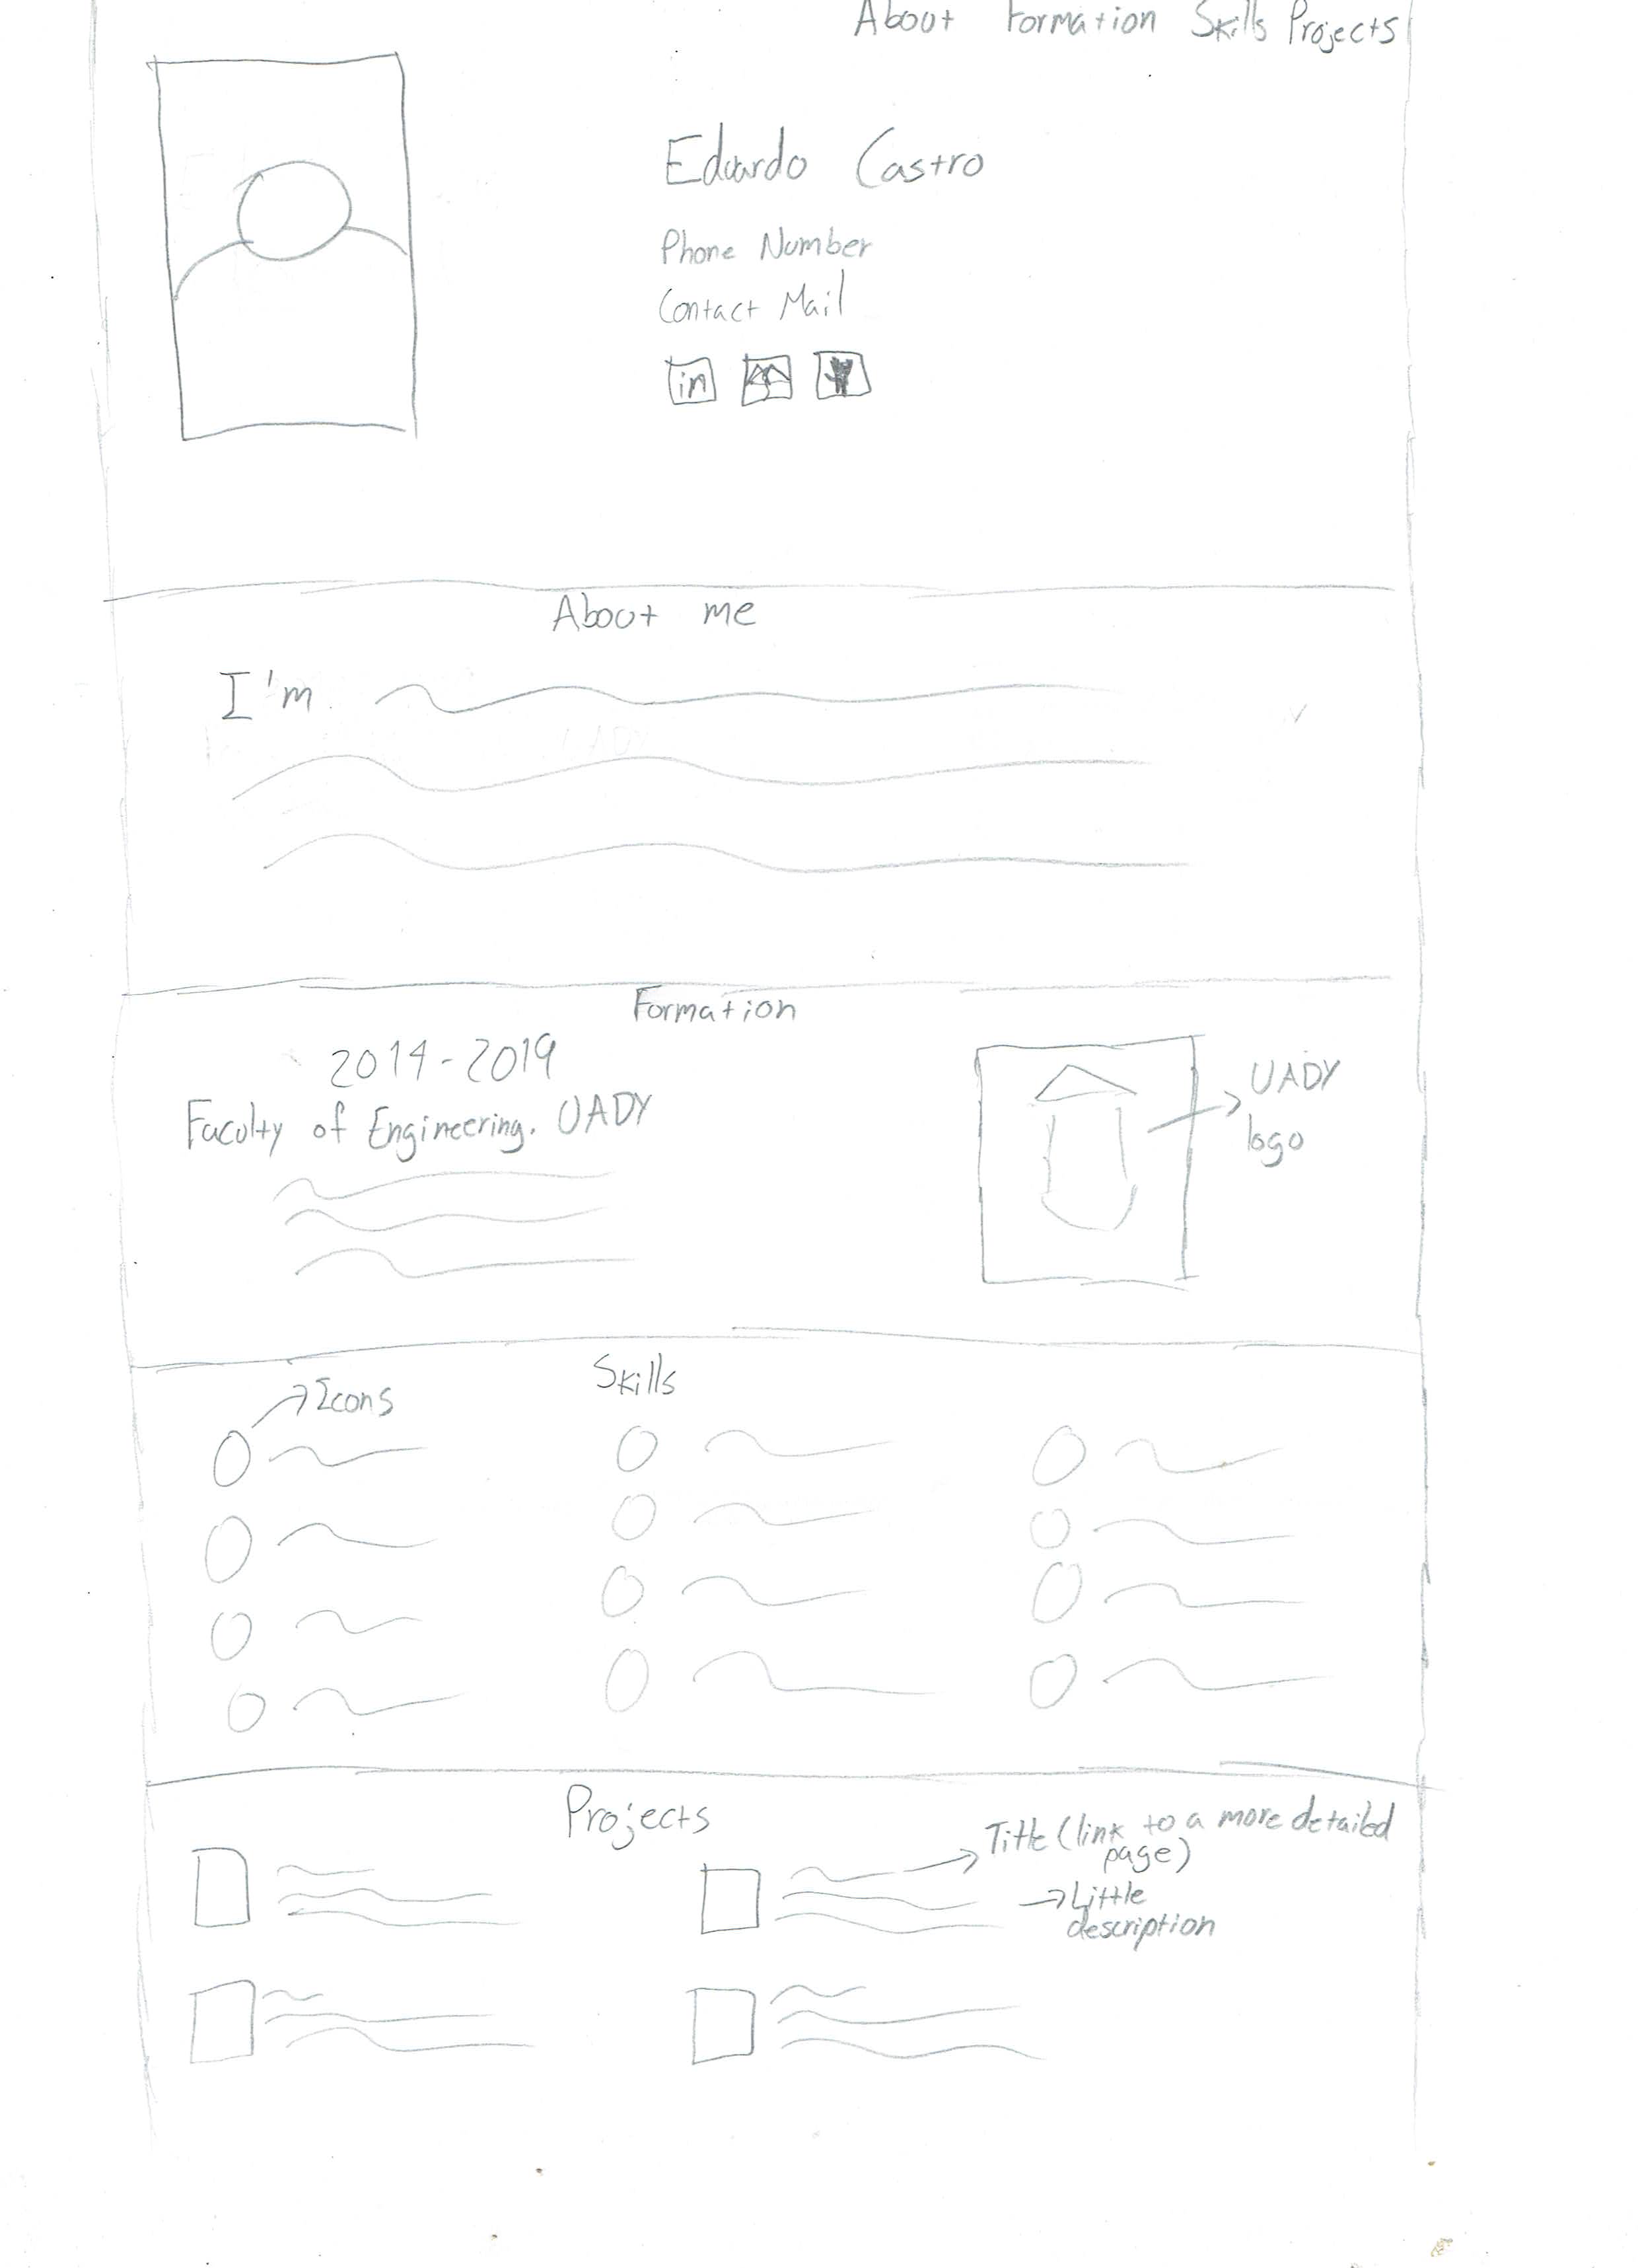 About Formation Skills Projects
Eduardo Castro
Phone Number
Contact Mail
in
About me
I'm
Formation
2014-2019
Faculty of Engineering. UADY
UADY
logo
Skills
Icons
Projects
Title (link to a more detailed
page)
Little
description